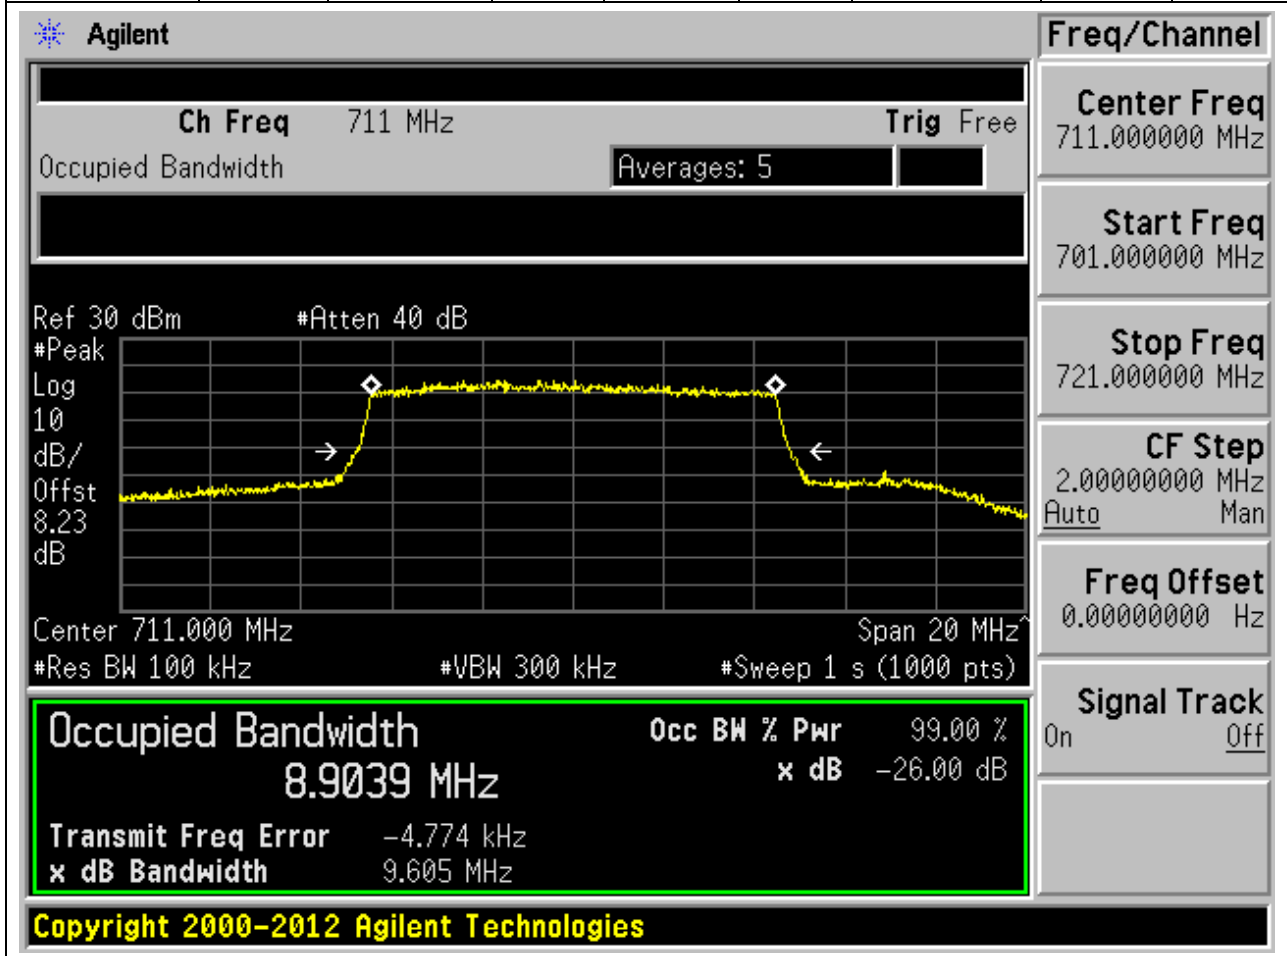 Agilent
Freq/Channel
Ch Freq 711 MHz Trig Free
Occupied Bandwidth Averages: 5
Center Freq
711.000000 MHz
Start Freq
701.000000 MHz
Stop Freq
721.000000 MHz
CF Step
2.00000000 MHz
Auto Man
Freq Offset
0.00000000 Hz
Signal Track
On Off
Ref 30 dBm #Atten 40 dB
#Peak
Log
10
dB/
Offst
8.23
dB
Center 711.000 MHz Span 20 MHz^
#Res BW 100 kHz #VBW 300 kHz #Sweep 1 s (1000 pts)
Occupied Bandwidth
8.9039 MHz
Occ BW % Pwr 99.00 %
x dB -26.00 dB
Transmit Freq Error -4.774 kHz
x dB Bandwidth 9.605 MHz
Copyright 2000-2012 Agilent Technologies